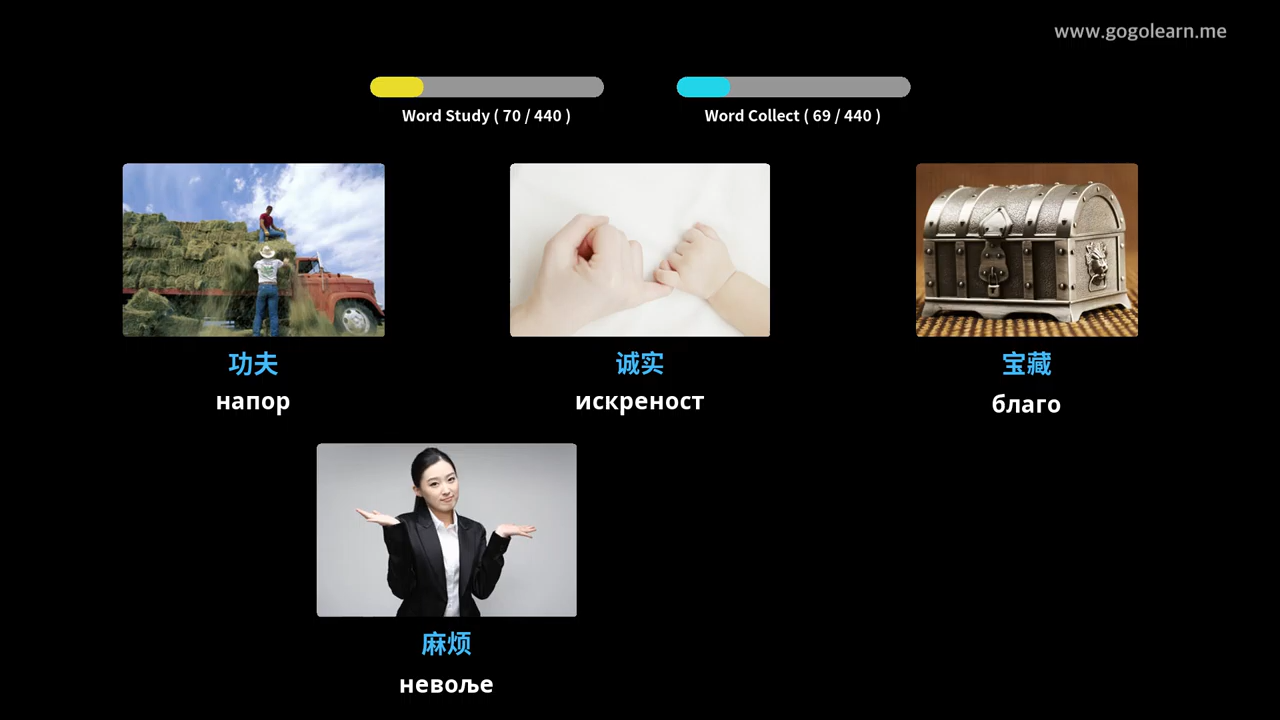 www.gogolearn.me
Word Study ( 70 / 440 )
Word Collect ( 69 / 440 )
功夫
напор
诚实
искреност
宝藏
благо
麻烦
невоље